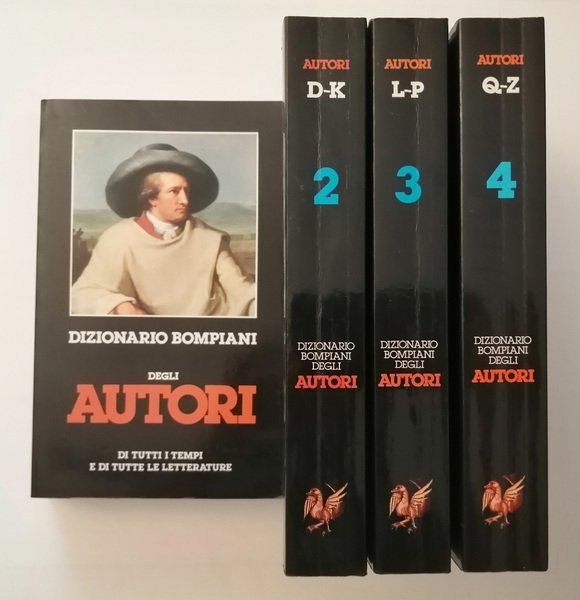 DIZIONARIO BOMPIANI
DEGLI
AUTORI
DI TUTTI I TEMPI
E DI TUTTE LE LETTERATURE
AUTORI
D-K
2
DIZIONARIO
BOMPIANI
DEGLI
AUTORI
AUTORI
L-P
3
DIZIONARIO
BOMPIANI
DEGLI
AUTORI
AUTORI
Q-Z
4
DIZIONARIO
BOMPIANI
DEGLI
AUTORI